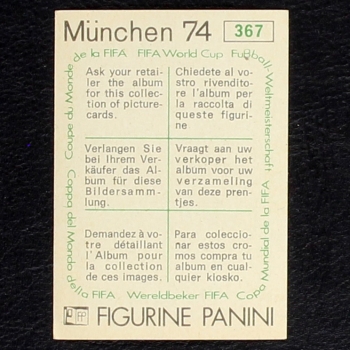 München 74 367
de la FIFA FIFA World Cup Fußball-Weltmeisterschaft
Coupe du Monde
Ask your retai-
ler the album
for this collec-
tion of picture-
cards.
Chiedete al vo-
stro rivendito-
re l'album per
la raccolta di
queste figurine
Verlangen Sie
bei Ihrem Ver-
käufer das Al-
bum für diese
Bildersamm-
lung.
Vraagt aan uw
verkoper het
album voor uw
verzameling
van deze pren-
tjes.
Demandez à vo-
tre détaillant
l'Album pour
la collection
de ces images.
Para coleccio-
nar estos cro-
mos compra tu
album en cual-
quier kiosko.
Coppa del Mondo
della FIFA Wereldbeker FIFA Copa
Mundial de la FIFA
FIGURINE PANINI